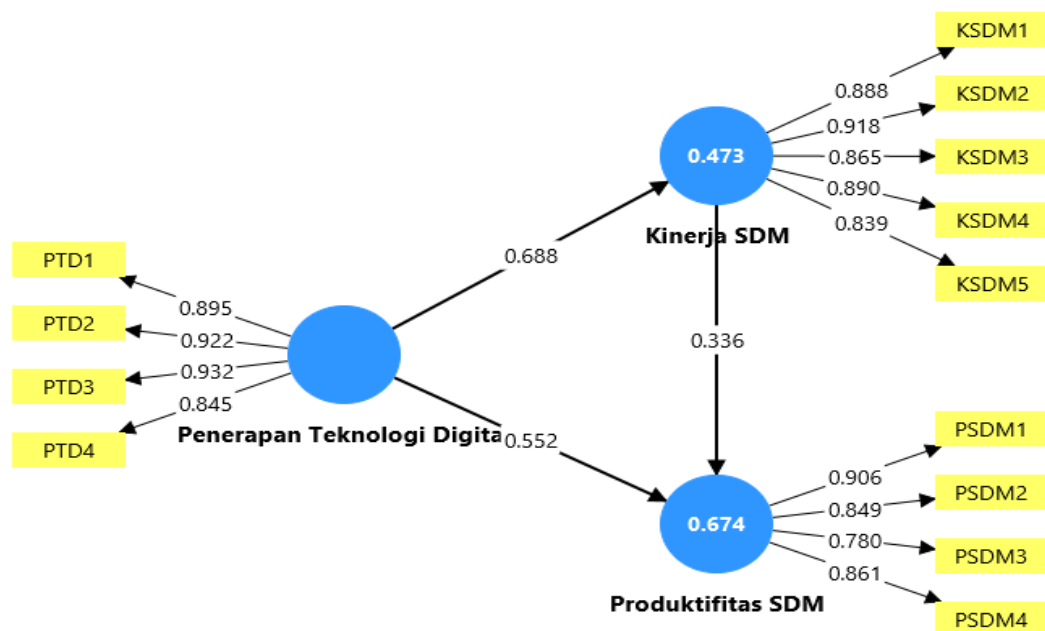 KSDM1
0.888
KSDM2
0.918
0.473
0.865
KSDM3
0.890
KSDM4
0.839
Kinerja SDM
KSDM5
0.688
PTD1
0.895
PTD2
0.922
0.336
0.932
PTD3
0.845
PTD4
Penerapan Teknologi Digita
0.552
PSDM1
0.906
PSDM2
0.849
0.674
0.780
PSDM3
0.861
Produktifitas SDM
PSDM4